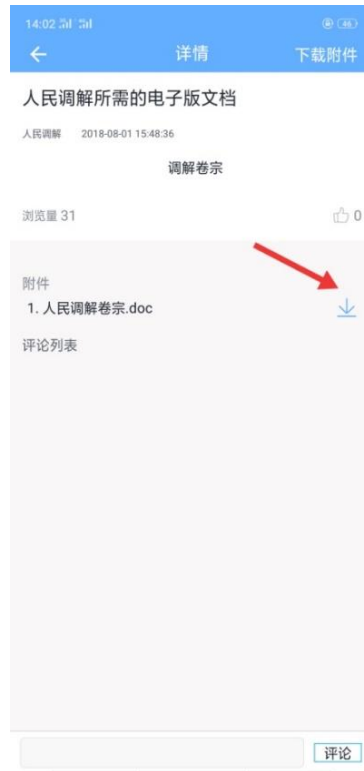 14:02
46
详情
下载附件
人民调解所需的电子版文档
人民调解 2018-08-01 15:48:36
调解卷宗
浏览量 31
0
附件
1. 人民调解卷宗.doc
评论列表
评论